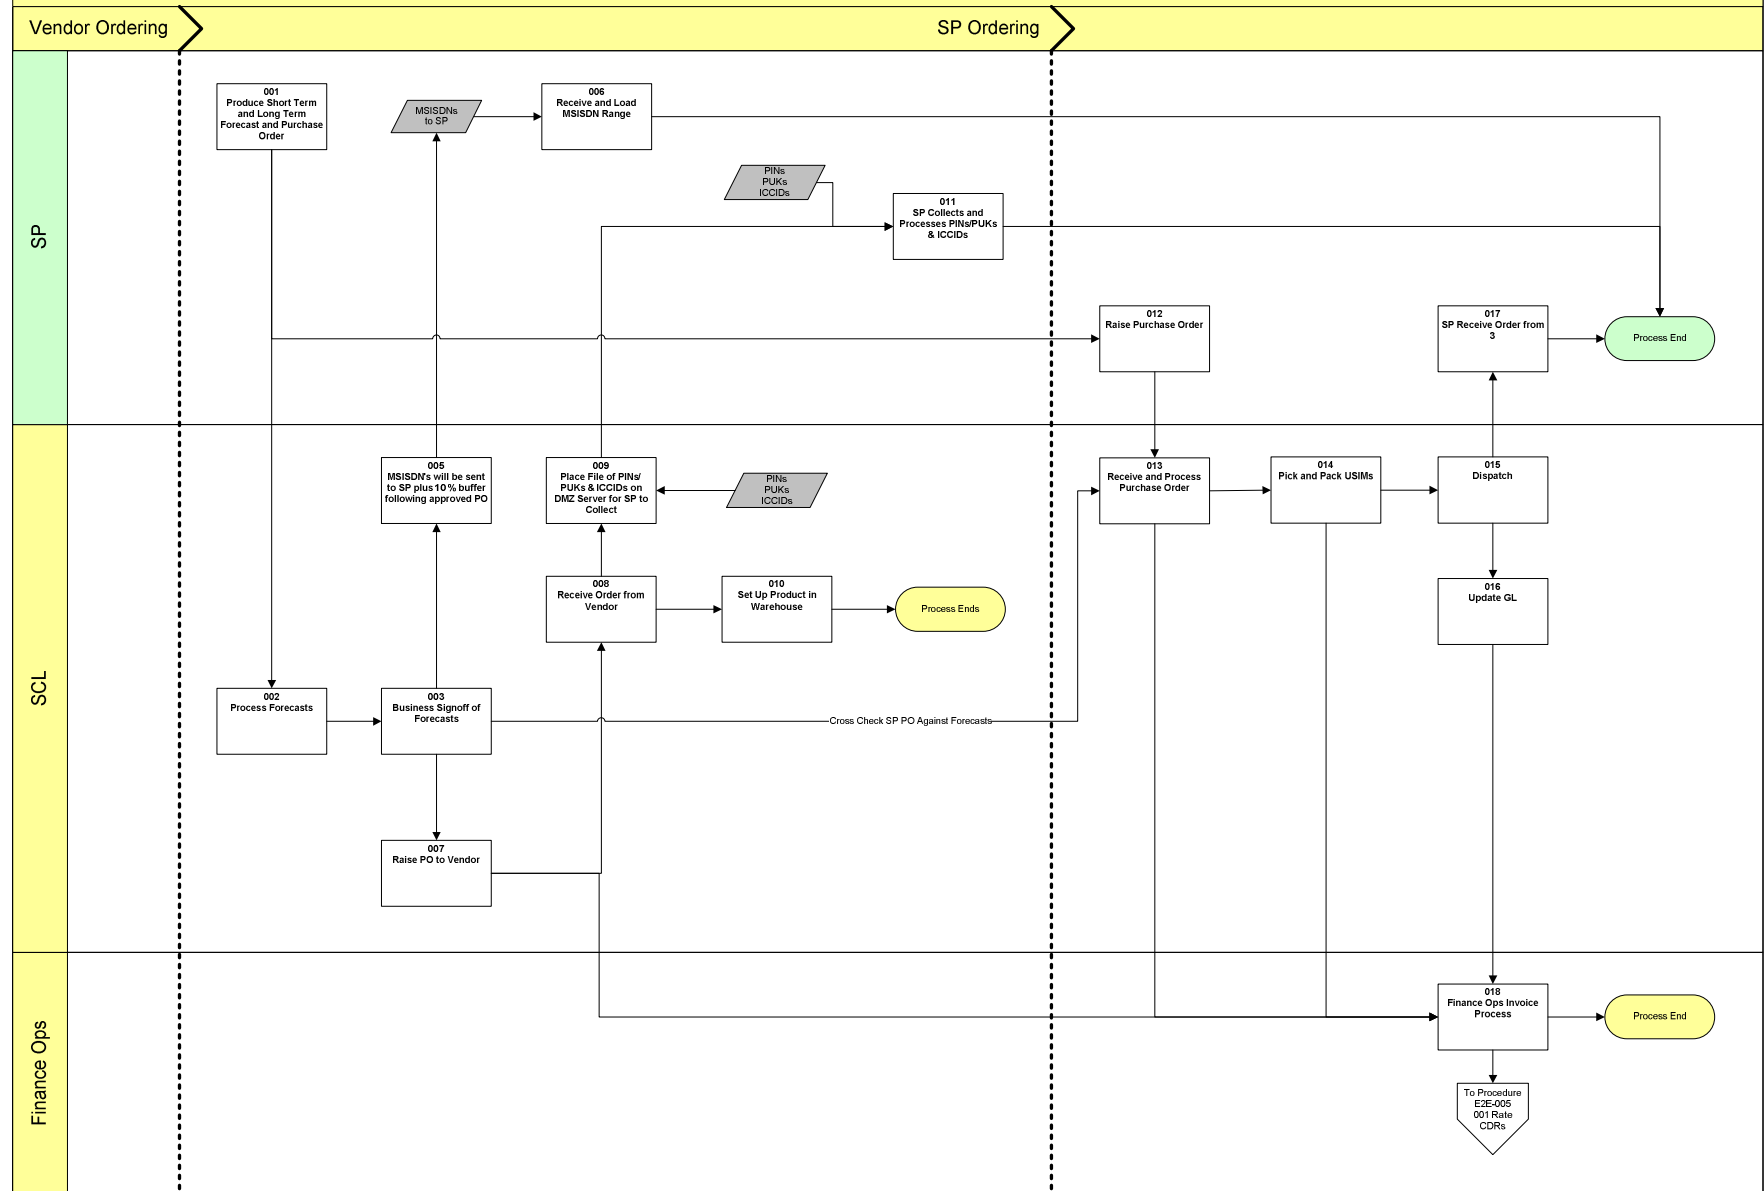 Vendor Ordering
SP Ordering
SP
001
Produce Short Term
and Long Term
Forecast and Purchase
Order
MSISDNs
to SP
006
Receive and Load
MSISDN Range
PINs
PUKs
ICCIDs
011
SP Collects and
Processes PINs/PUKs
& ICCIDs
012
Raise Purchase Order
017
SP Receive Order from
3
Process End
SCL
005
MSISDN's will be sent
to SP plus 10% buffer
following approved PO
009
Place File of PINs/
PUKs & ICCIDs on
DMZ Server for SP to
Collect
PINs
PUKs
ICCIDs
013
Receive and Process
Purchase Order
014
Pick and Pack USIMs
015
Dispatch
008
Receive Order from
Vendor
010
Set Up Product in
Warehouse
Process Ends
016
Update GL
002
Process Forecasts
003
Business Signoff of
Forecasts
Cross Check SP PO Against Forecasts
007
Raise PO to Vendor
Finance Ops
018
Finance Ops Invoice
Process
Process End
To Procedure
E2E-005
001 Rate
CDRs